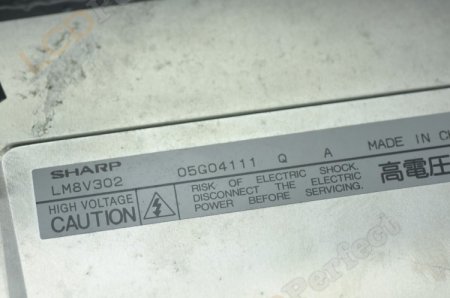 SHARP
LM8V302 05G04111 Q A MADE IN
HIGH VOLTAGE
CAUTION
RISK OF ELECTRIC SHOCK.
DISCONNECT THE ELECTRIC
POWER BEFORE SERVICING.
高電圧